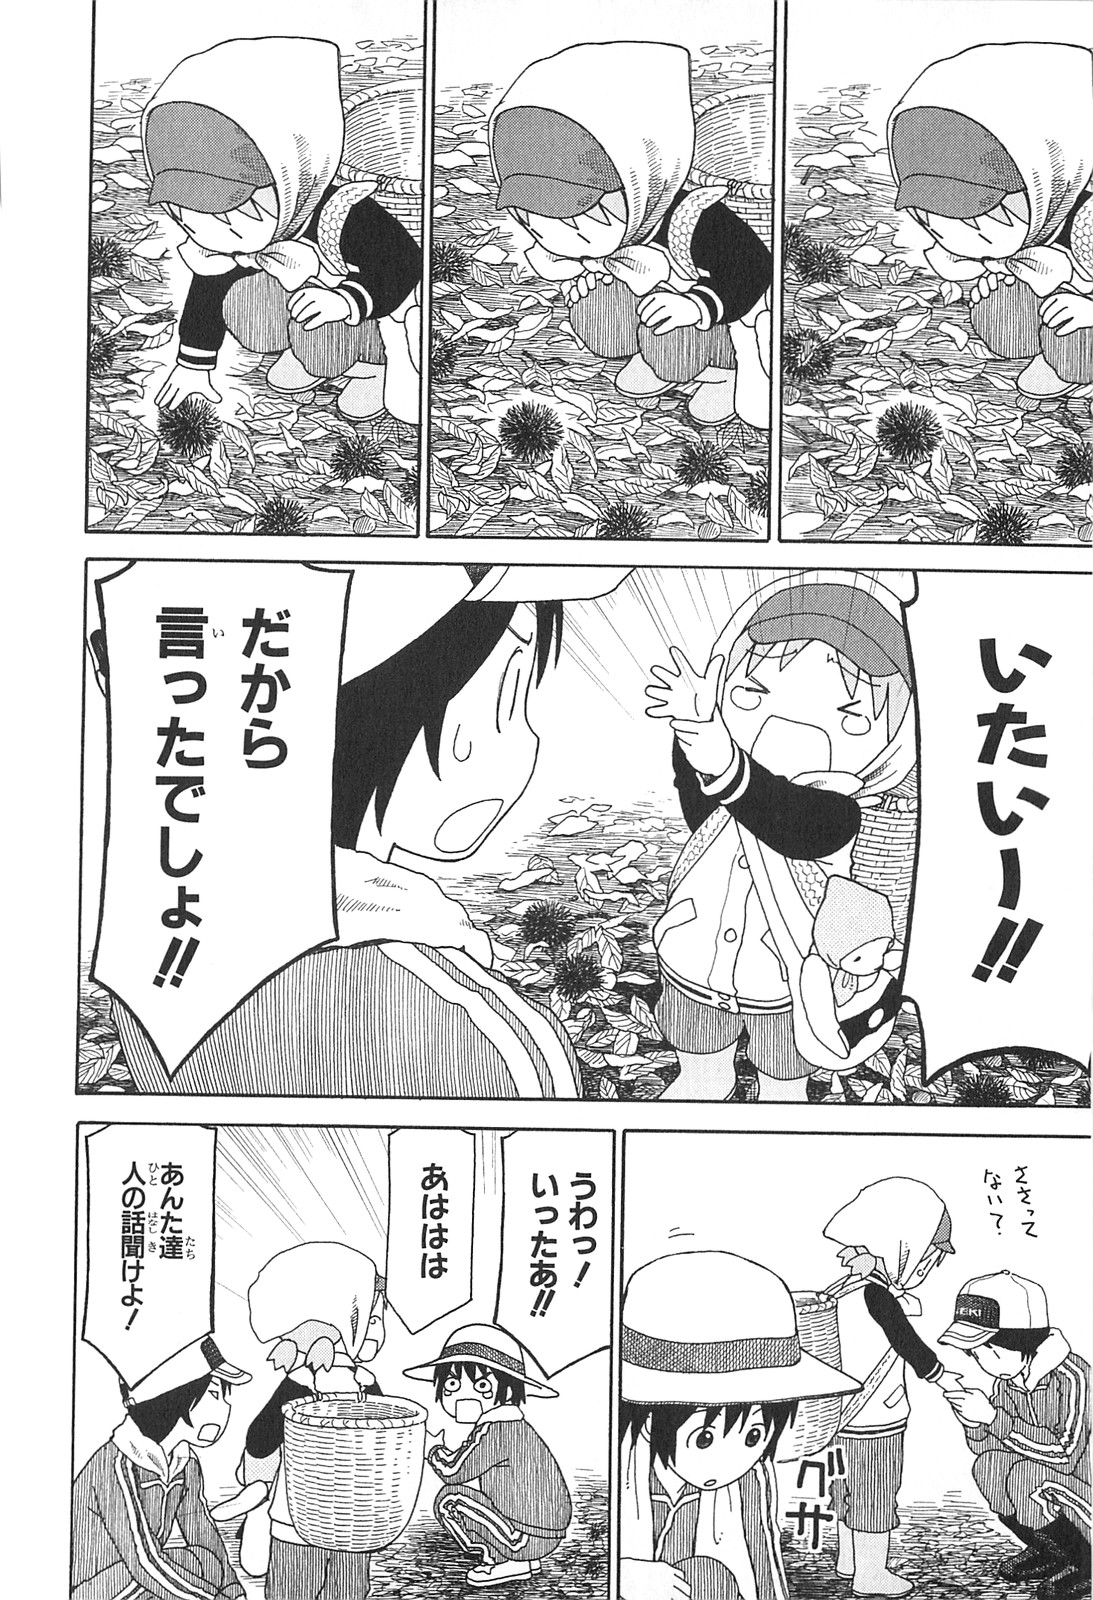 いたいー!!
だから
言ったでしょ!!
ささって
ない?
グサ
うわっ!
いったあ!!
あははは
あんた達
人の話聞けよ!